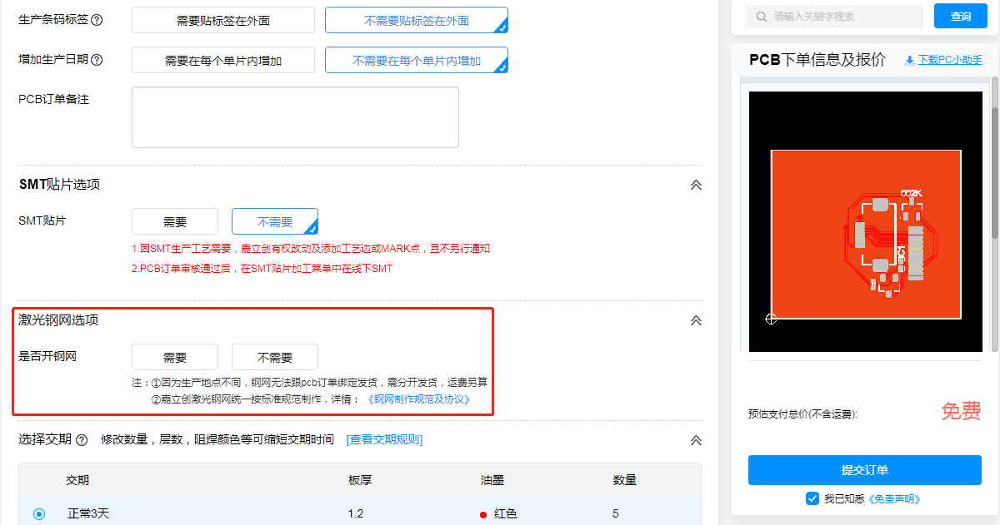 生产条码标签? 需要贴标签在外面 不需要贴标签在外面
增加生产日期? 需要在每个单片内增加 不需要在每个单片内增加
PCB订单备注
SMT贴片选项
SMT贴片 需要 不需要
1.因SMT生产工艺需要，嘉立创有权改动及添加工艺边或MARK点，且不另行通知
2.PCB订单审核通过后，在SMT贴片加工菜单中在线下SMT
激光钢网选项
是否开钢网 需要 不需要
注：①因为生产地点不同，钢网无法跟pcb订单绑定发货，需分开发货，运费另算
②嘉立创激光钢网统一按标准规范制作，详情：《钢网制作规范及协议》
选择交期? 修改数量，层数，阻焊颜色等可缩短交期时间 [查看交期规则]
交期 板厚 油墨 数量
正常3天 1.2 红色 5
请输入关键字搜索 查询
PCB下单信息及报价 下载PC小助手
预估支付总价(不含运费): 免费
提交订单
我已知悉《免责声明》